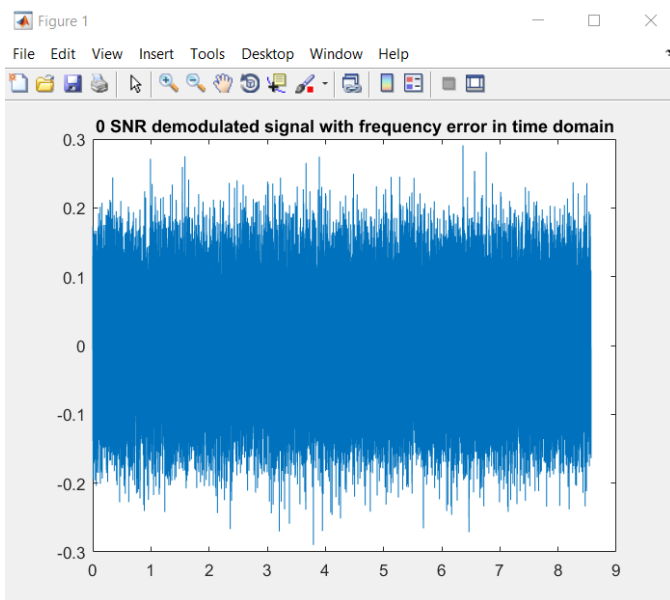 Figure 1
File Edit View Insert Tools Desktop Window Help
0 SNR demodulated signal with frequency error in time domain
0.3
0.2
0.1
0
-0.1
-0.2
-0.3
0 1 2 3 4 5 6 7 8 9